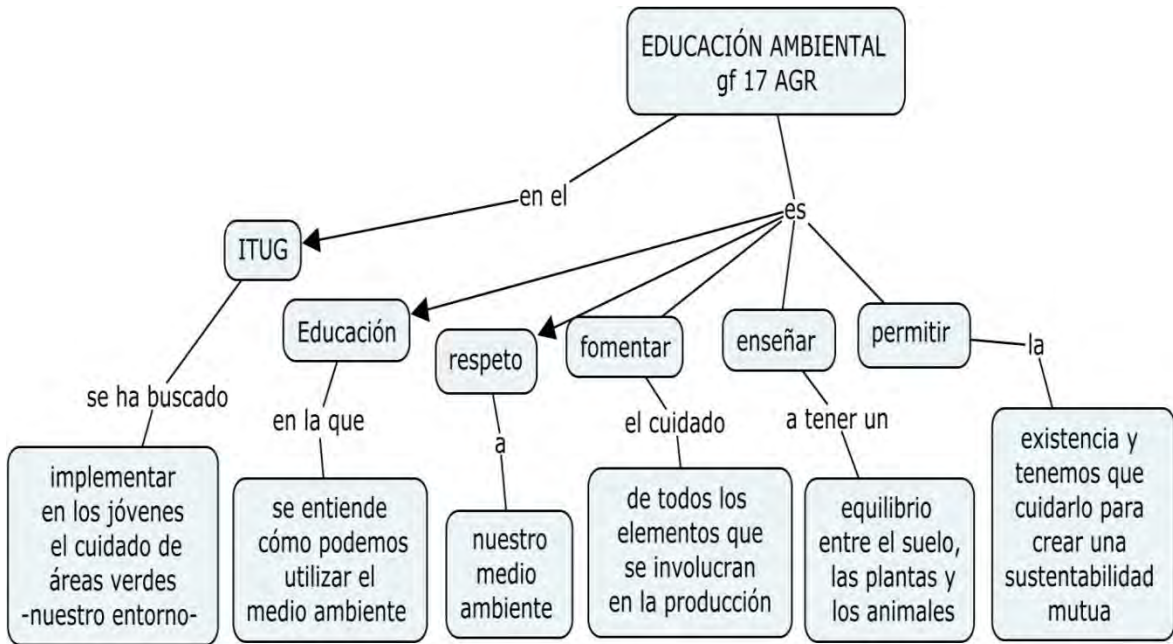 EDUCACIÓN AMBIENTAL
gf 17 AGR
en el
es
ITUG
se ha buscado
implementar
en los jóvenes
el cuidado de
áreas verdes
-nuestro entorno-
Educación
en la que
se entiende
cómo podemos
utilizar el
medio ambiente
respeto
a
nuestro
medio
ambiente
fomentar
el cuidado
de todos los
elementos que
se involucran
en la producción
enseñar
a tener un
equilibrio
entre el suelo,
las plantas y
los animales
permitir
la
existencia y
tenemos que
cuidarlo para
crear una
sustentabilidad
mutua